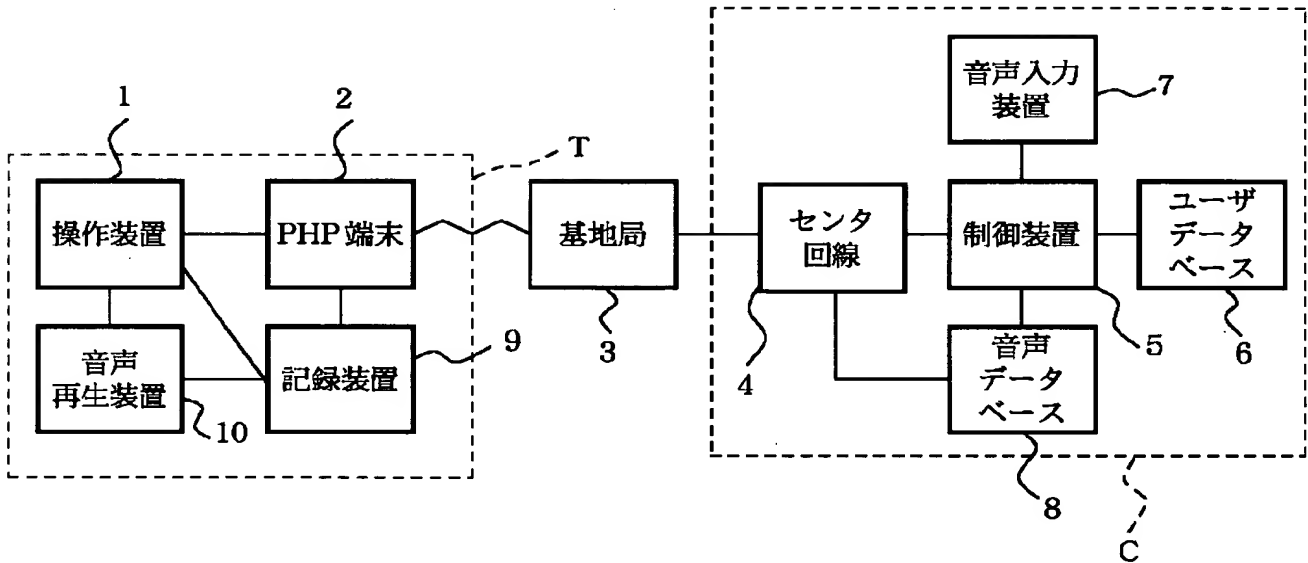 音声入力
装置
7
1
2
T
操作装置
PHP 端末
基地局
センタ
回線
制御装置
ユーザ
データ
ベース
3
4
5
6
音声
再生装置
10
記録装置
9
音声
データ
ベース
8
C